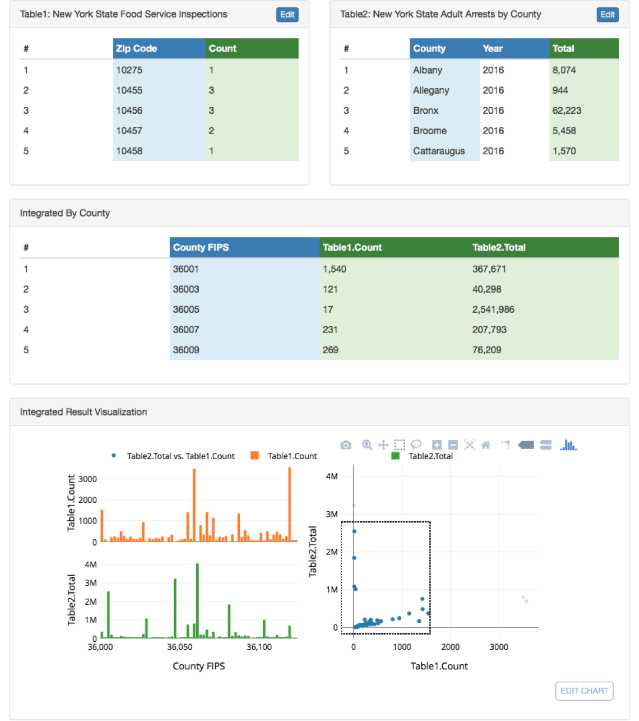 Table1: New York State Food Service Inspections Edit
# Zip Code Count
1 10275 1
2 10455 3
3 10456 3
4 10457 2
5 10458 1
Table2: New York State Adult Arrests by County Edit
# County Year Total
1 Albany 2016 8,074
2 Allegany 2016 944
3 Bronx 2016 62,223
4 Broome 2016 5,458
5 Cattaraugus 2016 1,570
Integrated By County
# County FIPS Table1.Count Table2.Total
1 36001 1,540 367,671
2 36003 121 40,298
3 36005 17 2,541,986
4 36007 231 207,793
5 36009 269 76,209
Integrated Result Visualization
Table2.Total vs. Table1.Count Table1.Count Table2.Total
Table1.Count
3000
2000
1000
0
Table2.Total
4M
3M
2M
1M
0
36,000 36,050 36,100
County FIPS
Table2.Total
4M
3M
2M
1M
0
0 1000 2000 3000
Table1.Count
EDIT CHART